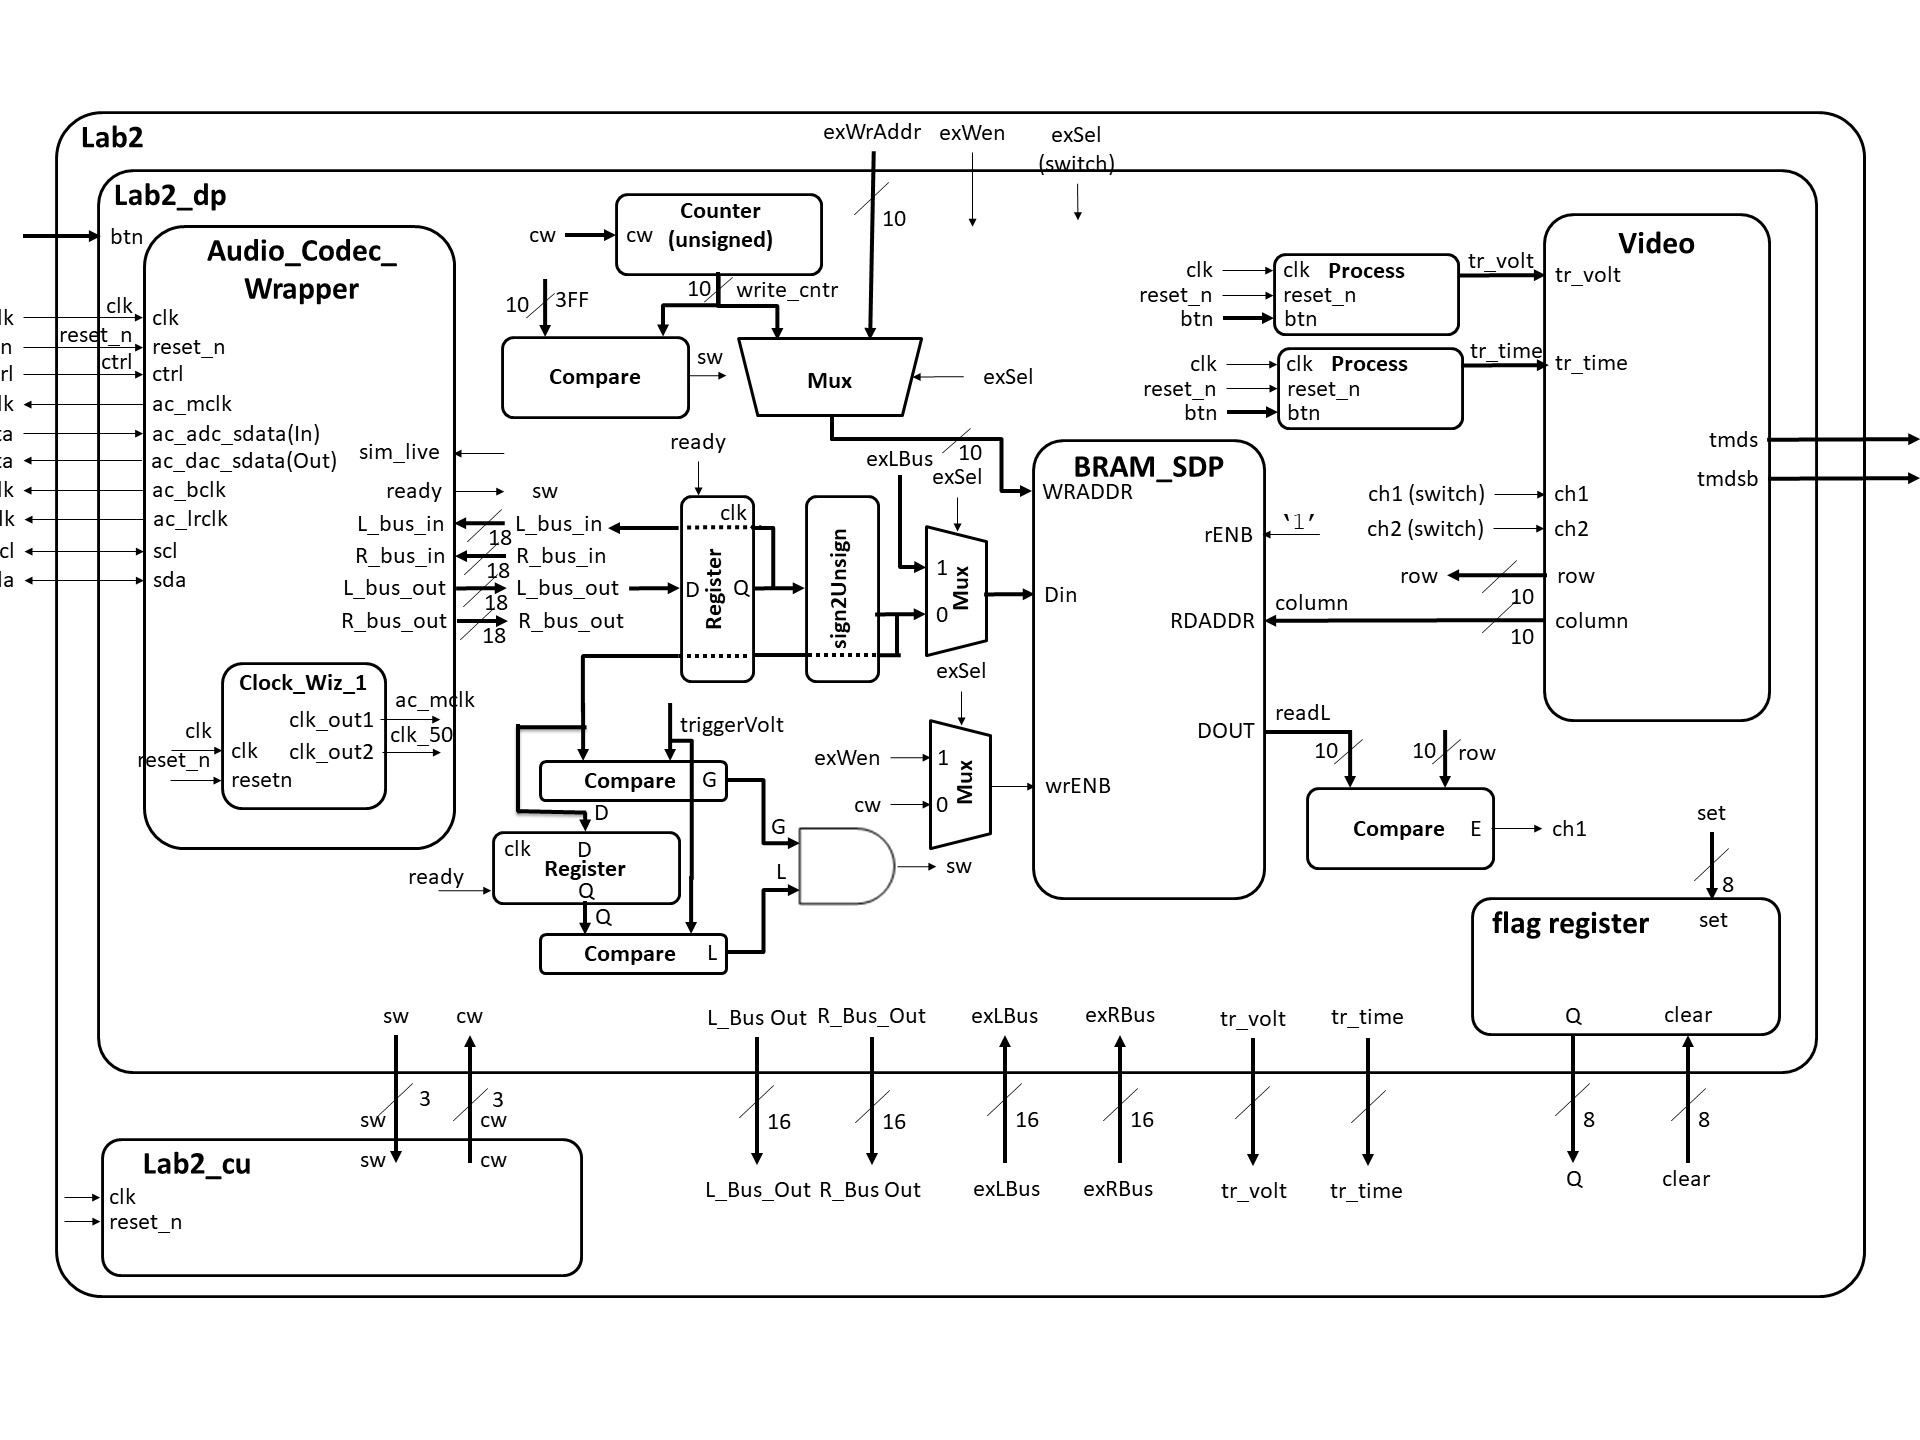 Lab2
exWrAddr
exWen
exSel
(switch)
Lab2_dp
10
btn
Audio_Codec_
Wrapper
cw
cw
Counter
(unsigned)
10
write_cntr
10
3FF
Compare
sw
Mux
exSel
clk
clk
Process
reset_n
reset_n
btn
btn
tr_volt
clk
clk
Process
reset_n
reset_n
btn
btn
tr_time
Video
tr_volt
tr_time
tmds
tmdsb
ch1 (switch)
ch1
ch2 (switch)
ch2
row
row
10
column
column
10
lk
clk
clk
n
reset_n
reset_n
rl
ctrl
ctrl
lk
ac_mclk
ta
ac_adc_sdata(In)
ta
ac_dac_sdata(Out)
lk
ac_bclk
lk
ac_lrclk
cl
scl
da
sda
sim_live
ready
sw
L_bus_in
18
L_bus_in
R_bus_in
18
R_bus_in
L_bus_out
18
L_bus_out
R_bus_out
18
R_bus_out
Clock_Wiz_1
clk_out1
ac_mclk
clk_out2
clk_50
clk
clk
reset_n
resetn
ready
clk
D
Register
Q
sign2Unsign
exLBus
10
exSel
1
Mux
0
exSel
exWen
1
cw
0
Mux
BRAM_SDP
WRADDR
rENB
‘1’
Din
RDADDR
DOUT
wrENB
readL
10
10
row
Compare
E
ch1
triggerVolt
Compare
G
D
clk
D
Register
Q
ready
Q
Compare
L
G
L
sw
set
8
flag register
set
Q
clear
sw
cw
L_Bus Out
R_Bus_Out
exLBus
exRBus
tr_volt
tr_time
3
3
sw
cw
16
16
16
16
8
8
Lab2_cu
sw
cw
clk
reset_n
L_Bus_Out
R_Bus Out
exLBus
exRBus
tr_volt
tr_time
Q
clear